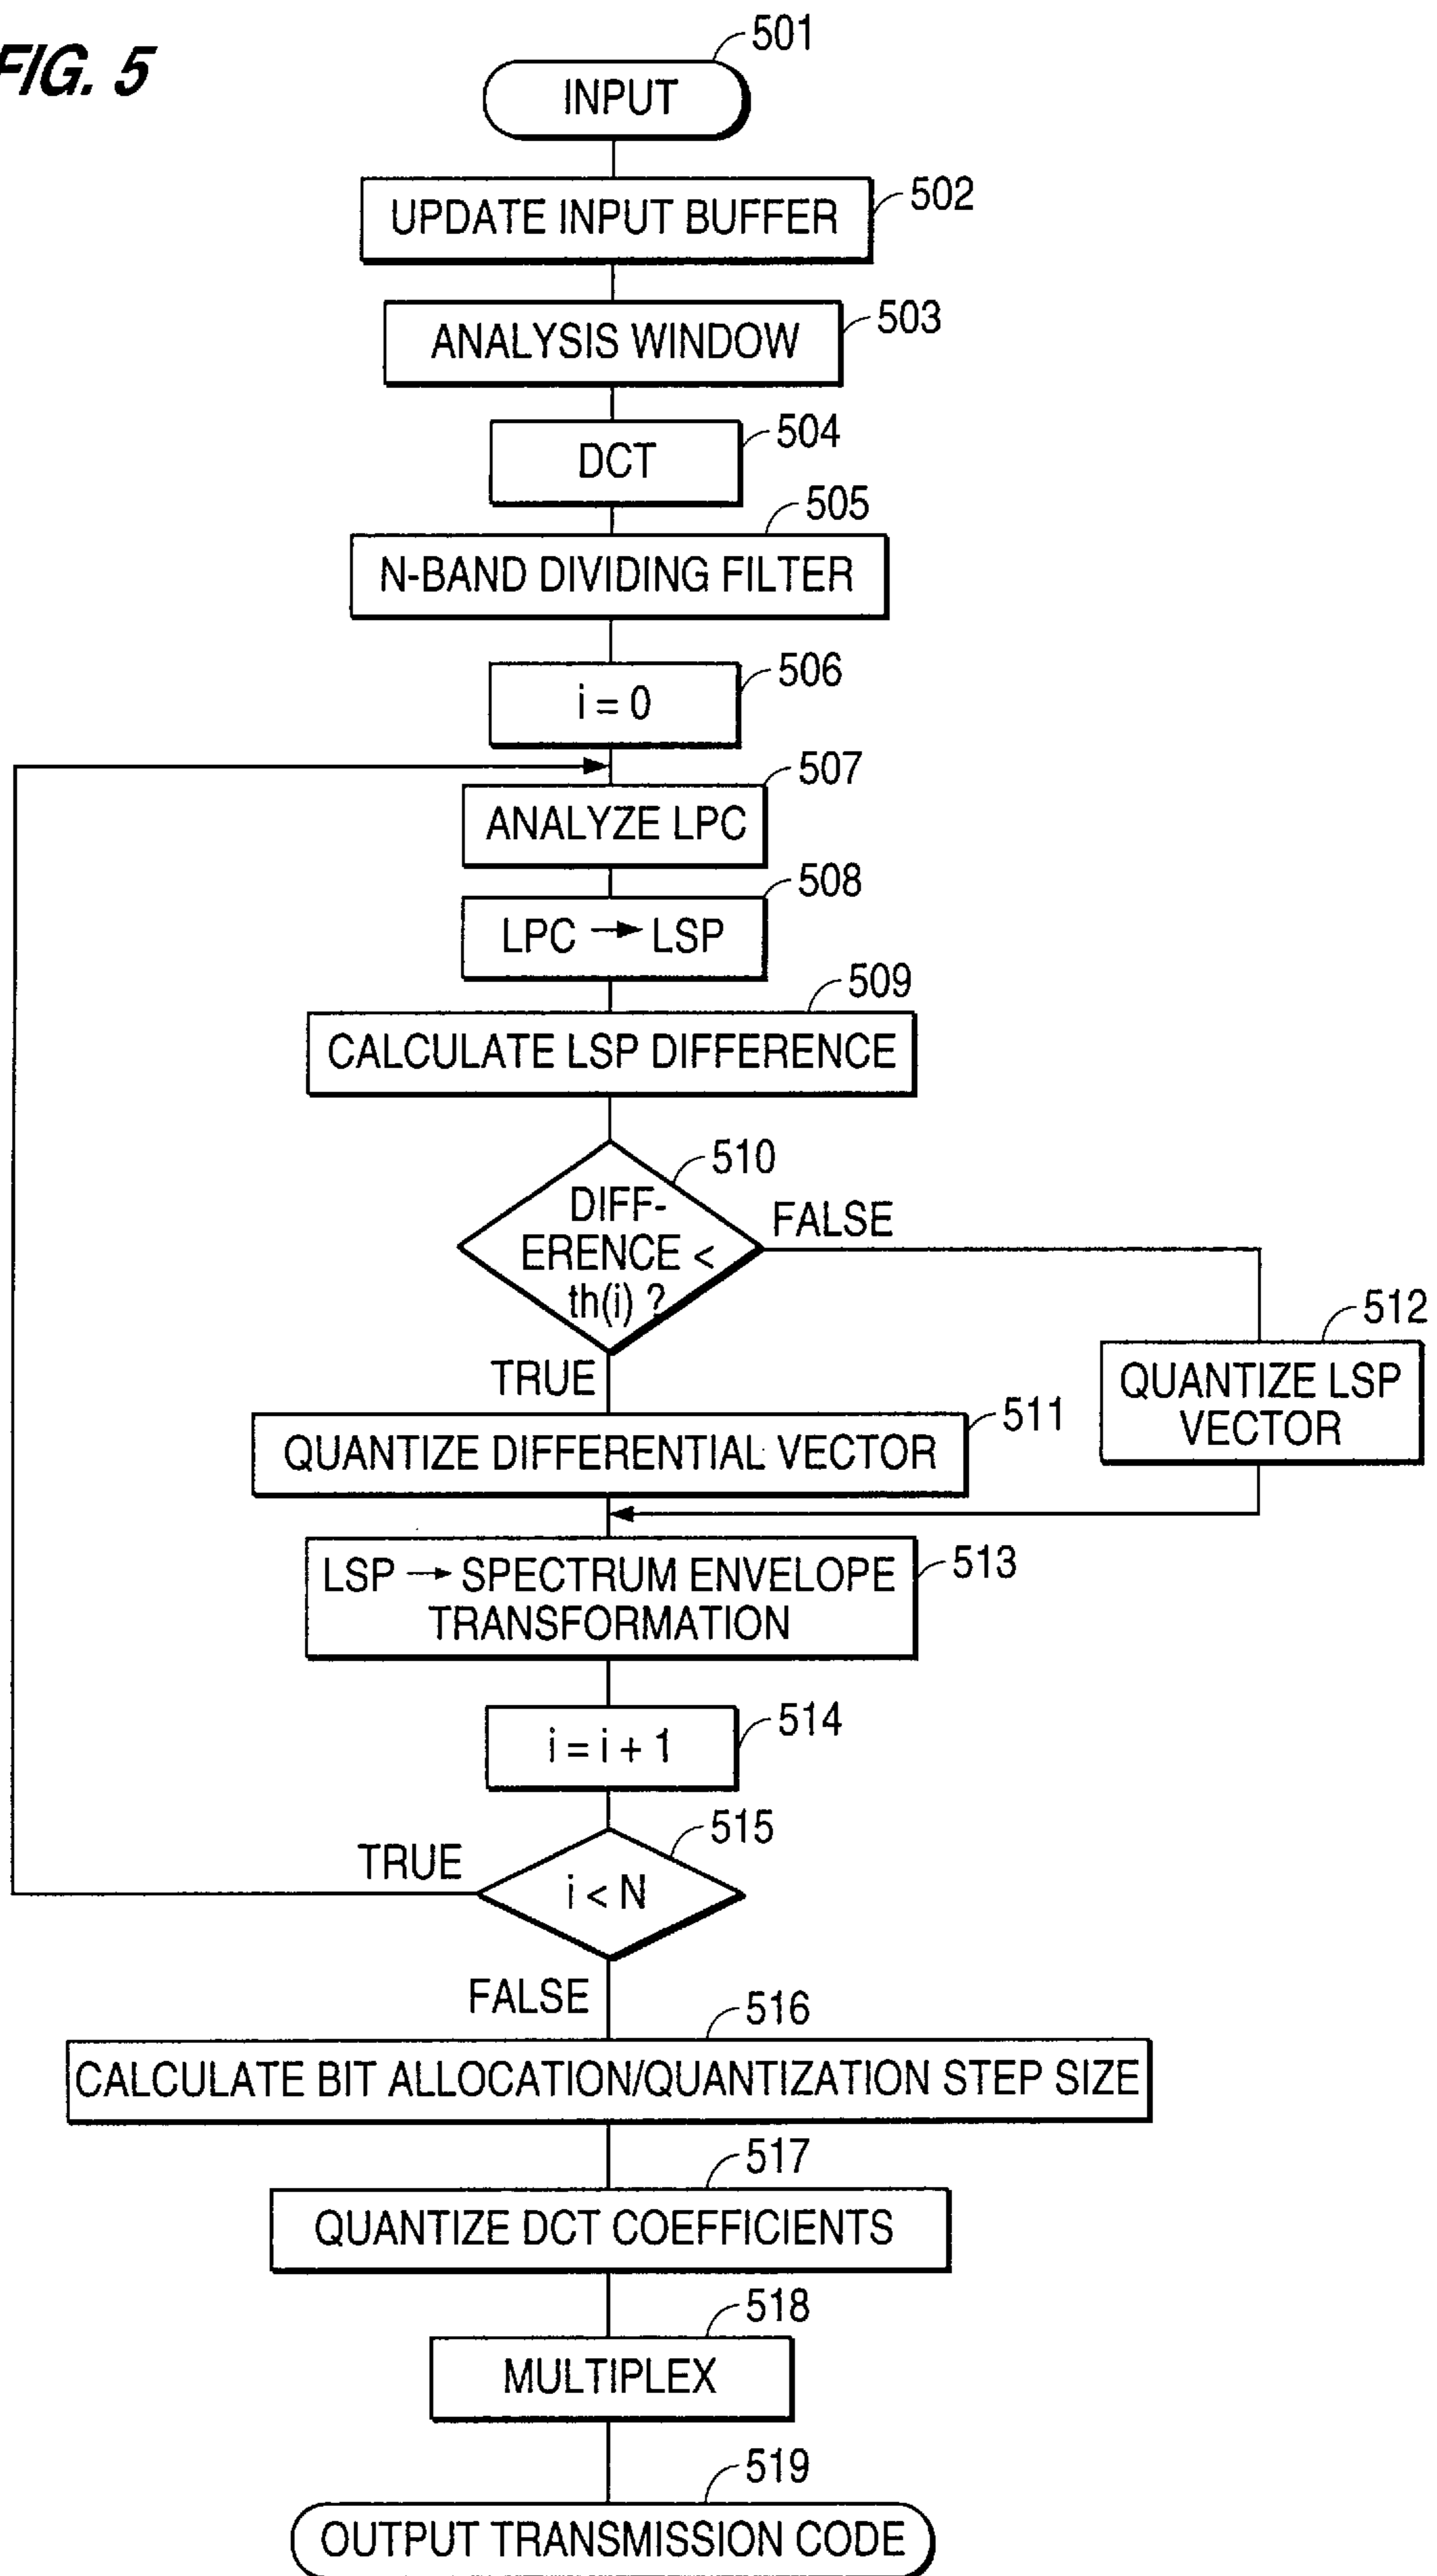 FIG. 5
501
INPUT
502
UPDATE INPUT BUFFER
503
ANALYSIS WINDOW
504
DCT
505
N-BAND DIVIDING FILTER
506
i = 0
507
ANALYZE LPC
508
LPC → LSP
509
CALCULATE LSP DIFFERENCE
510
DIFF-
ERENCE <
th(i) ?
FALSE
512
QUANTIZE LSP
VECTOR
TRUE
511
QUANTIZE DIFFERENTIAL VECTOR
513
LSP → SPECTRUM ENVELOPE
TRANSFORMATION
514
i = i + 1
515
i < N
TRUE
FALSE
516
CALCULATE BIT ALLOCATION/QUANTIZATION STEP SIZE
517
QUANTIZE DCT COEFFICIENTS
518
MULTIPLEX
519
OUTPUT TRANSMISSION CODE